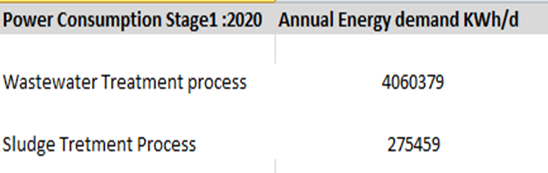 Power Consumption Stage1 :2020 Annual Energy demand KWh/d
Wastewater Treatment process 4060379
Sludge Tretment Process 275459